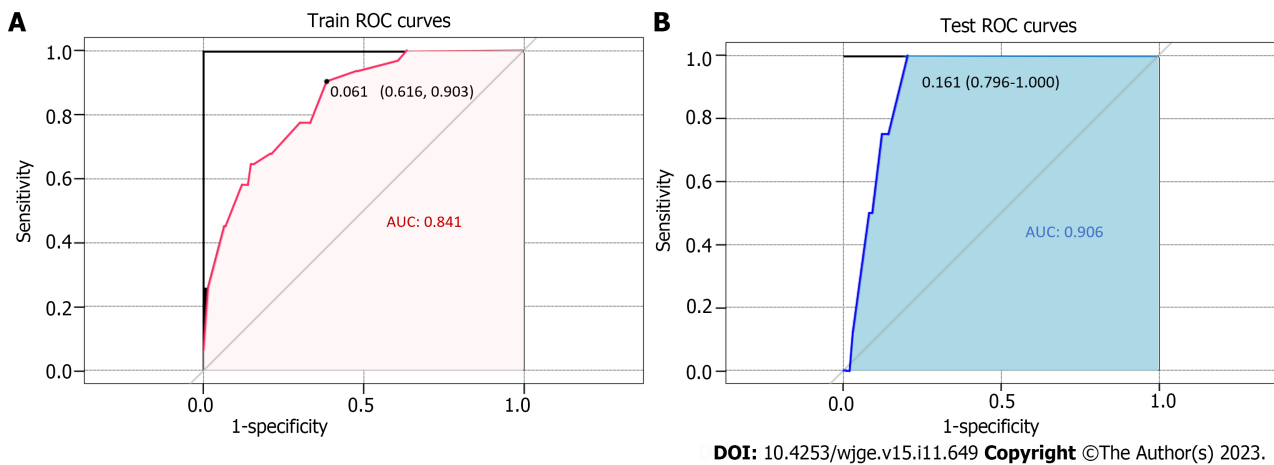 A
Train ROC curves
1.0
0.8
0.6
0.4
0.2
0.0
Sensitivity
0.061 (0.616, 0.903)
AUC: 0.841
0.0 0.5 1.0
1-specificity
B
Test ROC curves
1.0
0.8
0.6
0.4
0.2
0.0
Sensitivity
0.161 (0.796-1.000)
AUC: 0.906
0.0 0.5 1.0
1-specificity
DOI: 10.4253/wjge.v15.i11.649 Copyright ©The Author(s) 2023.